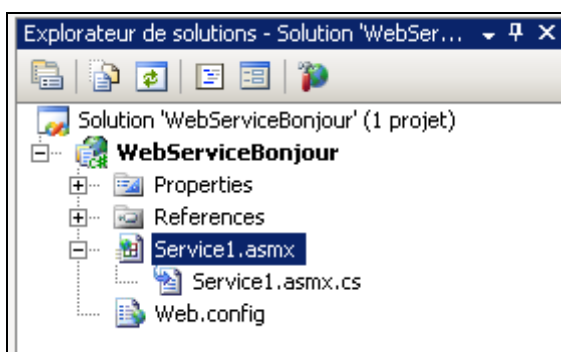 Explorateur de solutions - Solution 'WebSer...
Solution 'WebServiceBonjour' (1 projet)
WebServiceBonjour
Properties
References
Service1.asmx
Service1.asmx.cs
Web.config